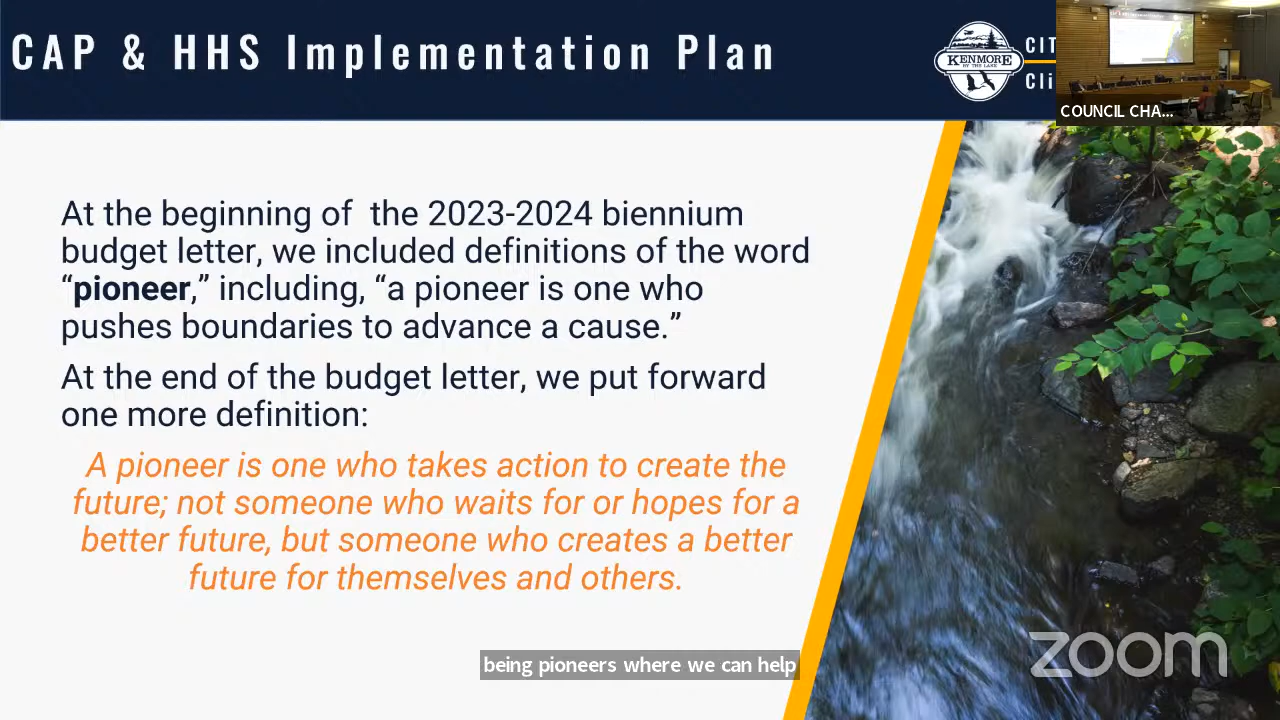 CAP & HHS Implementation Plan
KENMORE
BY THE LAKE
CIT
Cli
COUNCIL CHA...
At the beginning of the 2023-2024 biennium
budget letter, we included definitions of the word
“pioneer,” including, “a pioneer is one who
pushes boundaries to advance a cause.”
At the end of the budget letter, we put forward
one more definition:
A pioneer is one who takes action to create the
future; not someone who waits for or hopes for a
better future, but someone who creates a better
future for themselves and others.
being pioneers where we can help
zoom